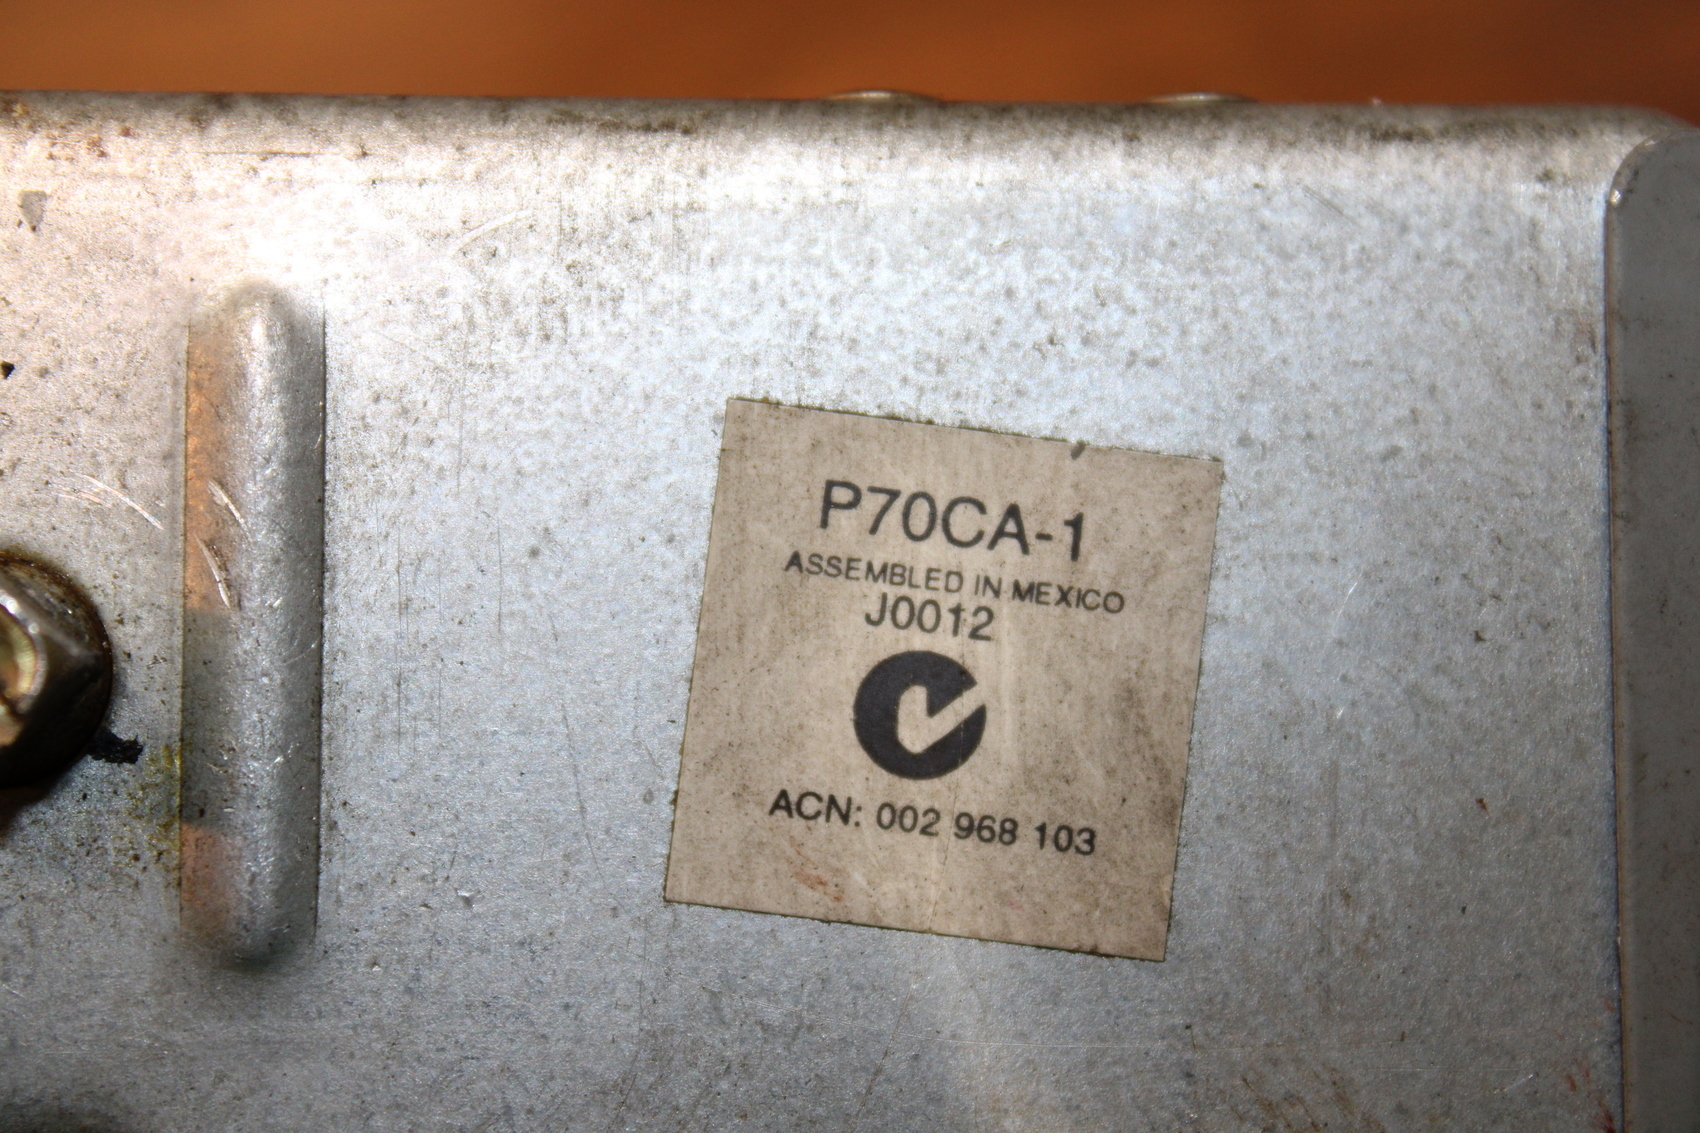 P70CA-1
ASSEMBLED IN MEXICO
J0012
ACN: 002 968 103